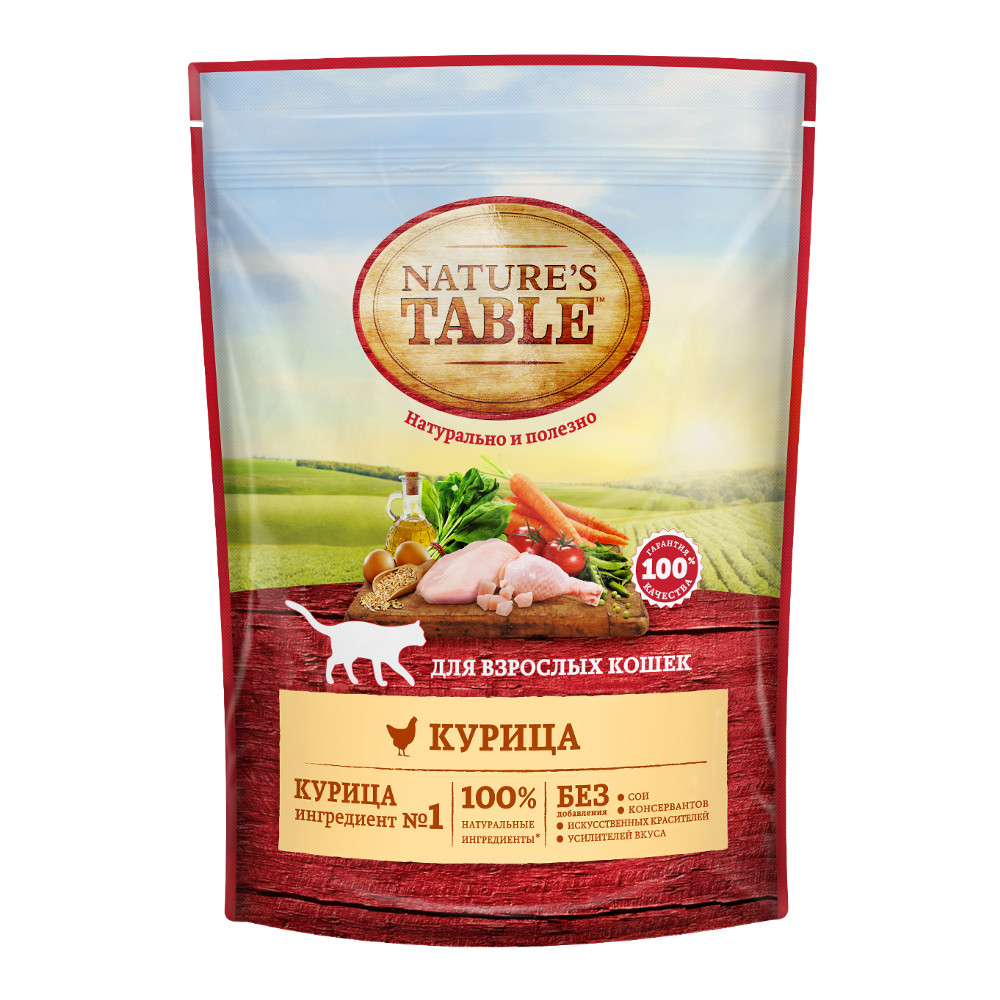 NATURE'S
TABLE™
Натурально и полезно
ГАРАНТИЯ
100%
КАЧЕСТВА
ДЛЯ ВЗРОСЛЫХ КОШЕК
КУРИЦА
КУРИЦА
ингредиент №1
100%
НАТУРАЛЬНЫЕ
ИНГРЕДИЕНТЫ*
БЕЗ
добавления
• СОИ
• КОНСЕРВАНТОВ
• ИСКУССТВЕННЫХ КРАСИТЕЛЕЙ
• УСИЛИТЕЛЕЙ ВКУСА